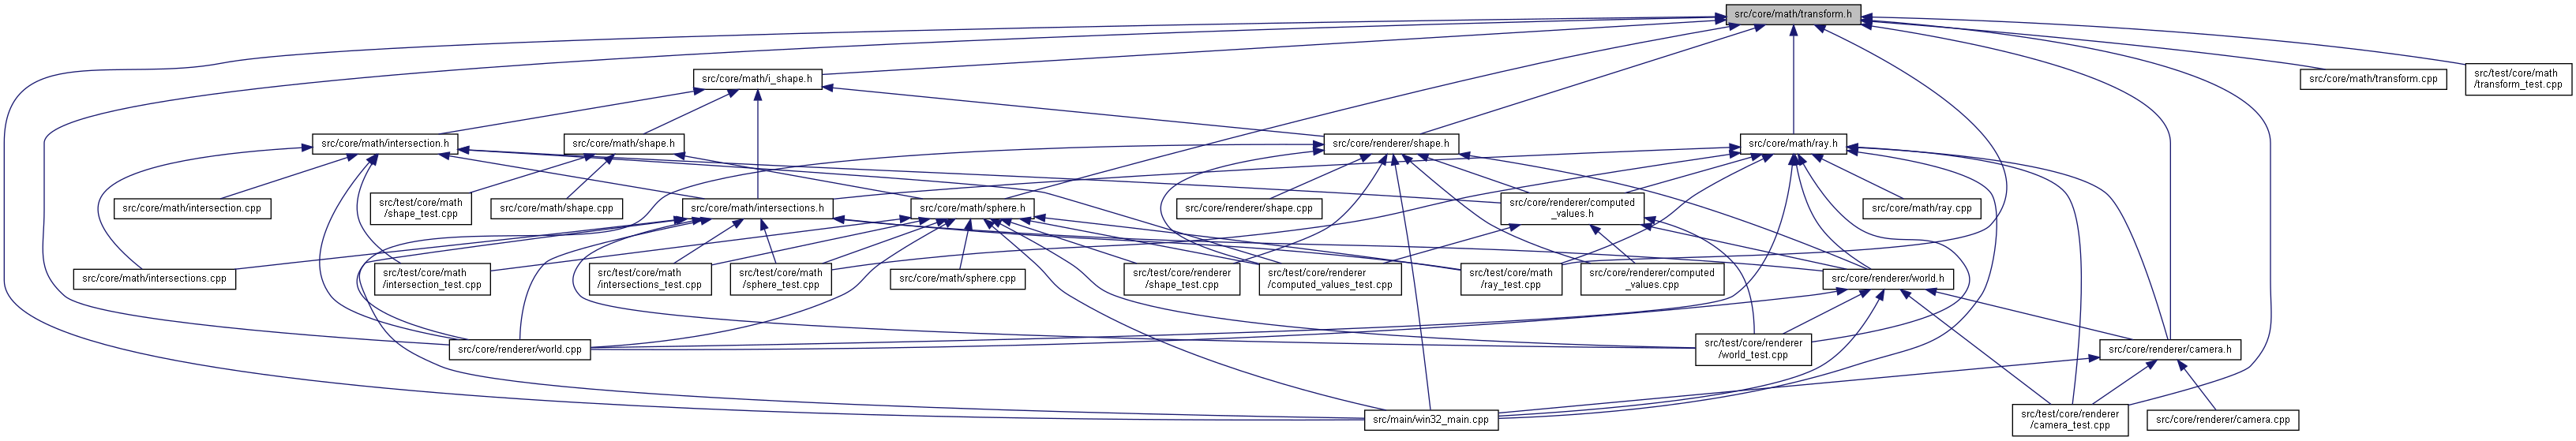 src/core/math/transform.h
src/core/math/i_shape.h
src/core/math/transform.cpp
src/test/core/math
/transform_test.cpp
src/core/math/intersection.h
src/core/math/shape.h
src/core/renderer/shape.h
src/core/math/ray.h
src/core/math/intersection.cpp
src/test/core/math
/shape_test.cpp
src/core/math/shape.cpp
src/core/math/intersections.h
src/core/math/sphere.h
src/core/renderer/shape.cpp
src/core/renderer/computed
_values.h
src/core/math/ray.cpp
src/core/math/intersections.cpp
src/test/core/math
/intersection_test.cpp
src/test/core/math
/intersections_test.cpp
src/test/core/math
/sphere_test.cpp
src/core/math/sphere.cpp
src/test/core/renderer
/shape_test.cpp
src/test/core/renderer
/computed_values_test.cpp
src/test/core/math
/ray_test.cpp
src/core/renderer/computed
_values.cpp
src/core/renderer/world.h
src/core/renderer/world.cpp
src/test/core/renderer
/world_test.cpp
src/core/renderer/camera.h
src/main/win32_main.cpp
src/test/core/renderer
/camera_test.cpp
src/core/renderer/camera.cpp